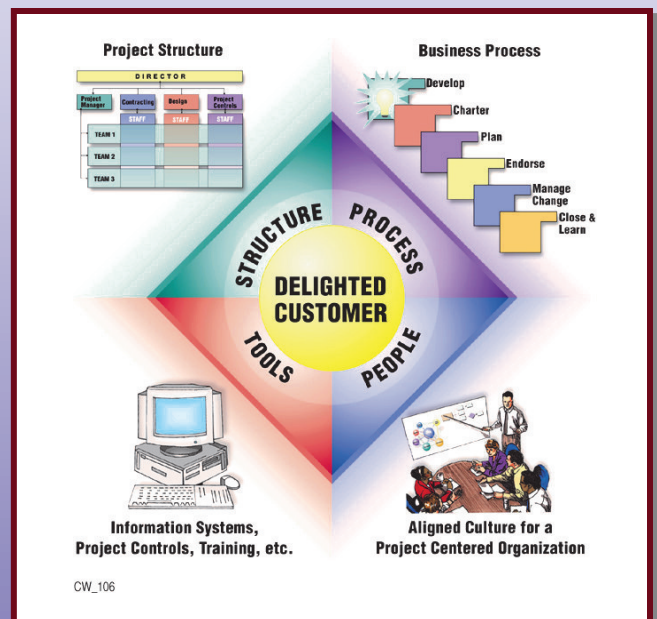 Project Structure
DIRECTOR
Project Manager
Contracting
Design
Project Controls
STAFF
STAFF
STAFF
TEAM 1
TEAM 2
TEAM 3
Business Process
Develop
Charter
Plan
Endorse
Manage
Change
Close &
Learn
STRUCTURE
PROCESS
DELIGHTED
CUSTOMER
TOOLS
PEOPLE
Information Systems,
Project Controls, Training, etc.
Aligned Culture for a
Project Centered Organization
CW_106